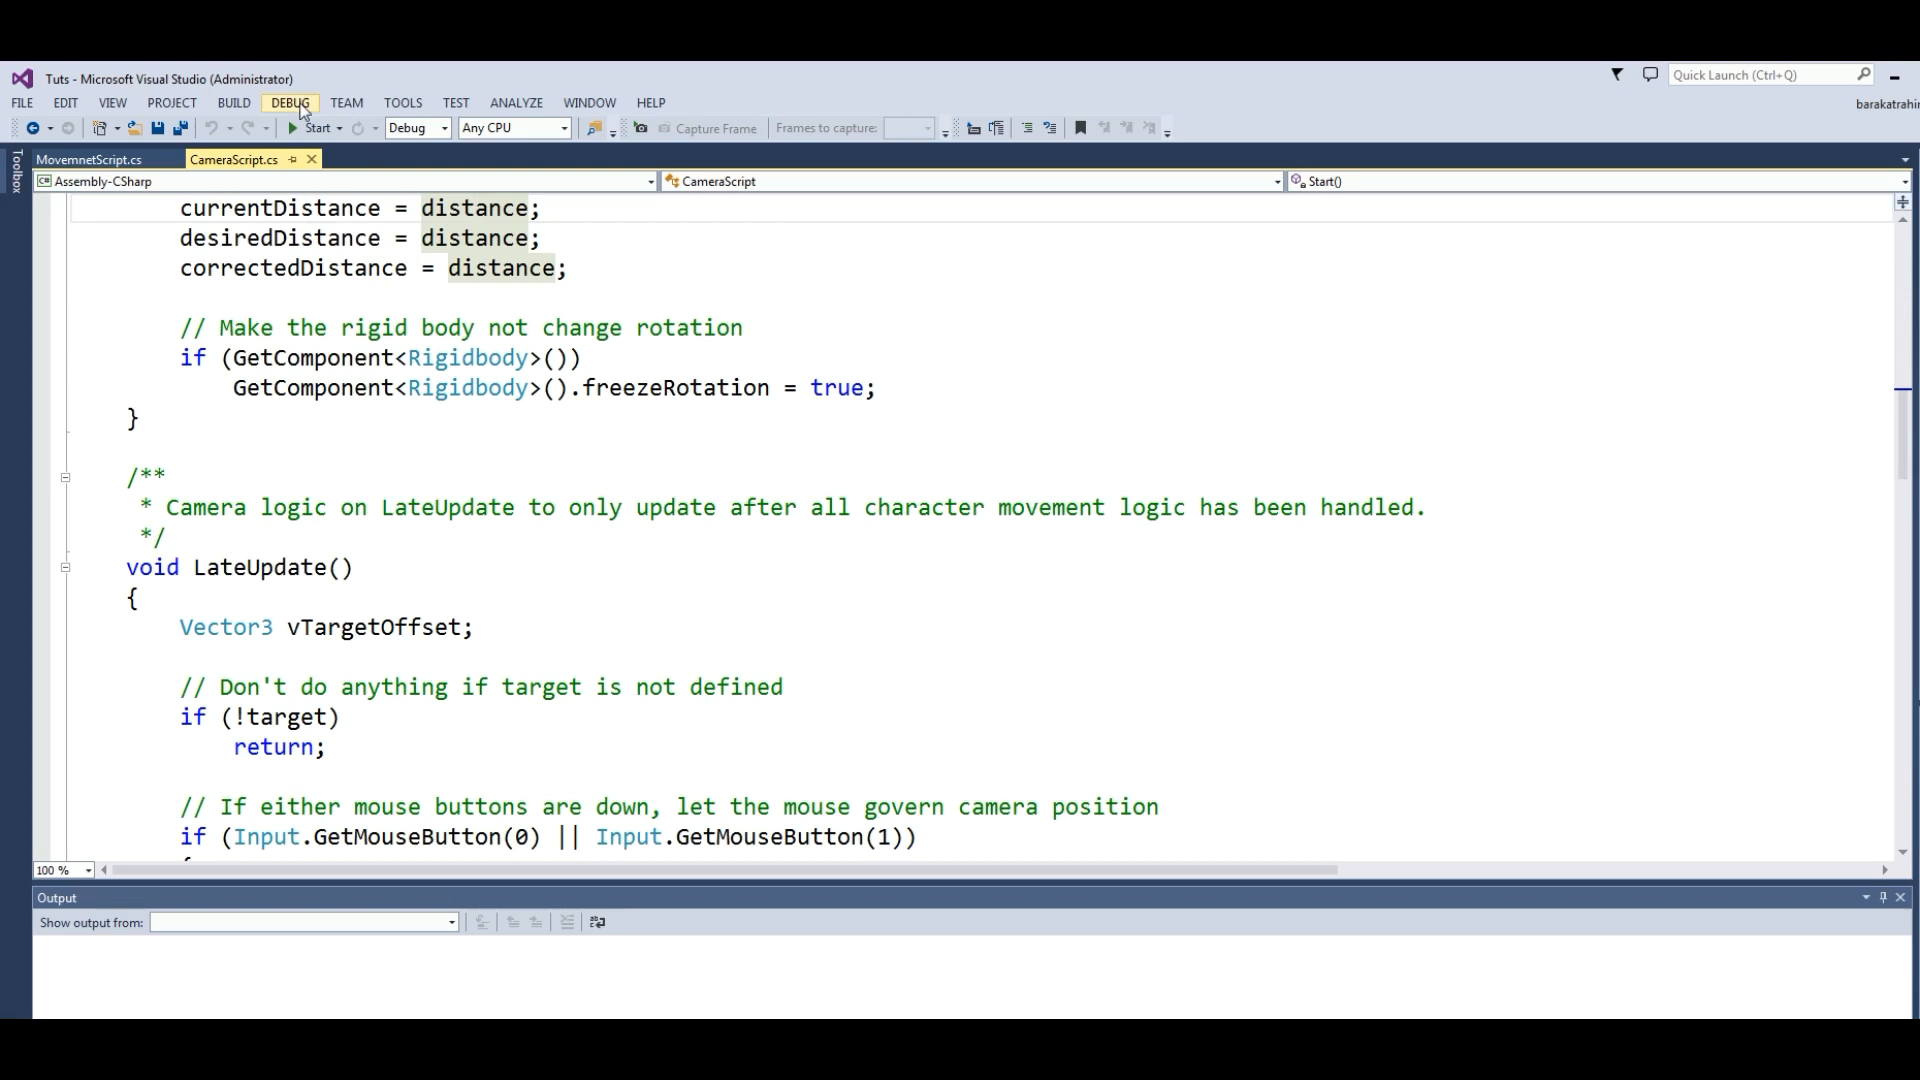 Tuts - Microsoft Visual Studio (Administrator)
Quick Launch (Ctrl+Q)
FILE EDIT VIEW PROJECT BUILD DEBUG TEAM TOOLS TEST ANALYZE WINDOW HELP
barakatrahi
Start Debug Any CPU Capture Frame Frames to capture:
Toolbox
MovemnetScript.cs CameraScript.cs
Assembly-CSharp CameraScript Start()
currentDistance = distance;
desiredDistance = distance;
correctedDistance = distance;
// Make the rigid body not change rotation
if (GetComponent<Rigidbody>())
GetComponent<Rigidbody>().freezeRotation = true;
}
/**
* Camera logic on LateUpdate to only update after all character movement logic has been handled.
*/
void LateUpdate()
{
Vector3 vTargetOffset;
// Don't do anything if target is not defined
if (!target)
return;
// If either mouse buttons are down, let the mouse govern camera position
if (Input.GetMouseButton(0) || Input.GetMouseButton(1))
100 %
Output
Show output from: